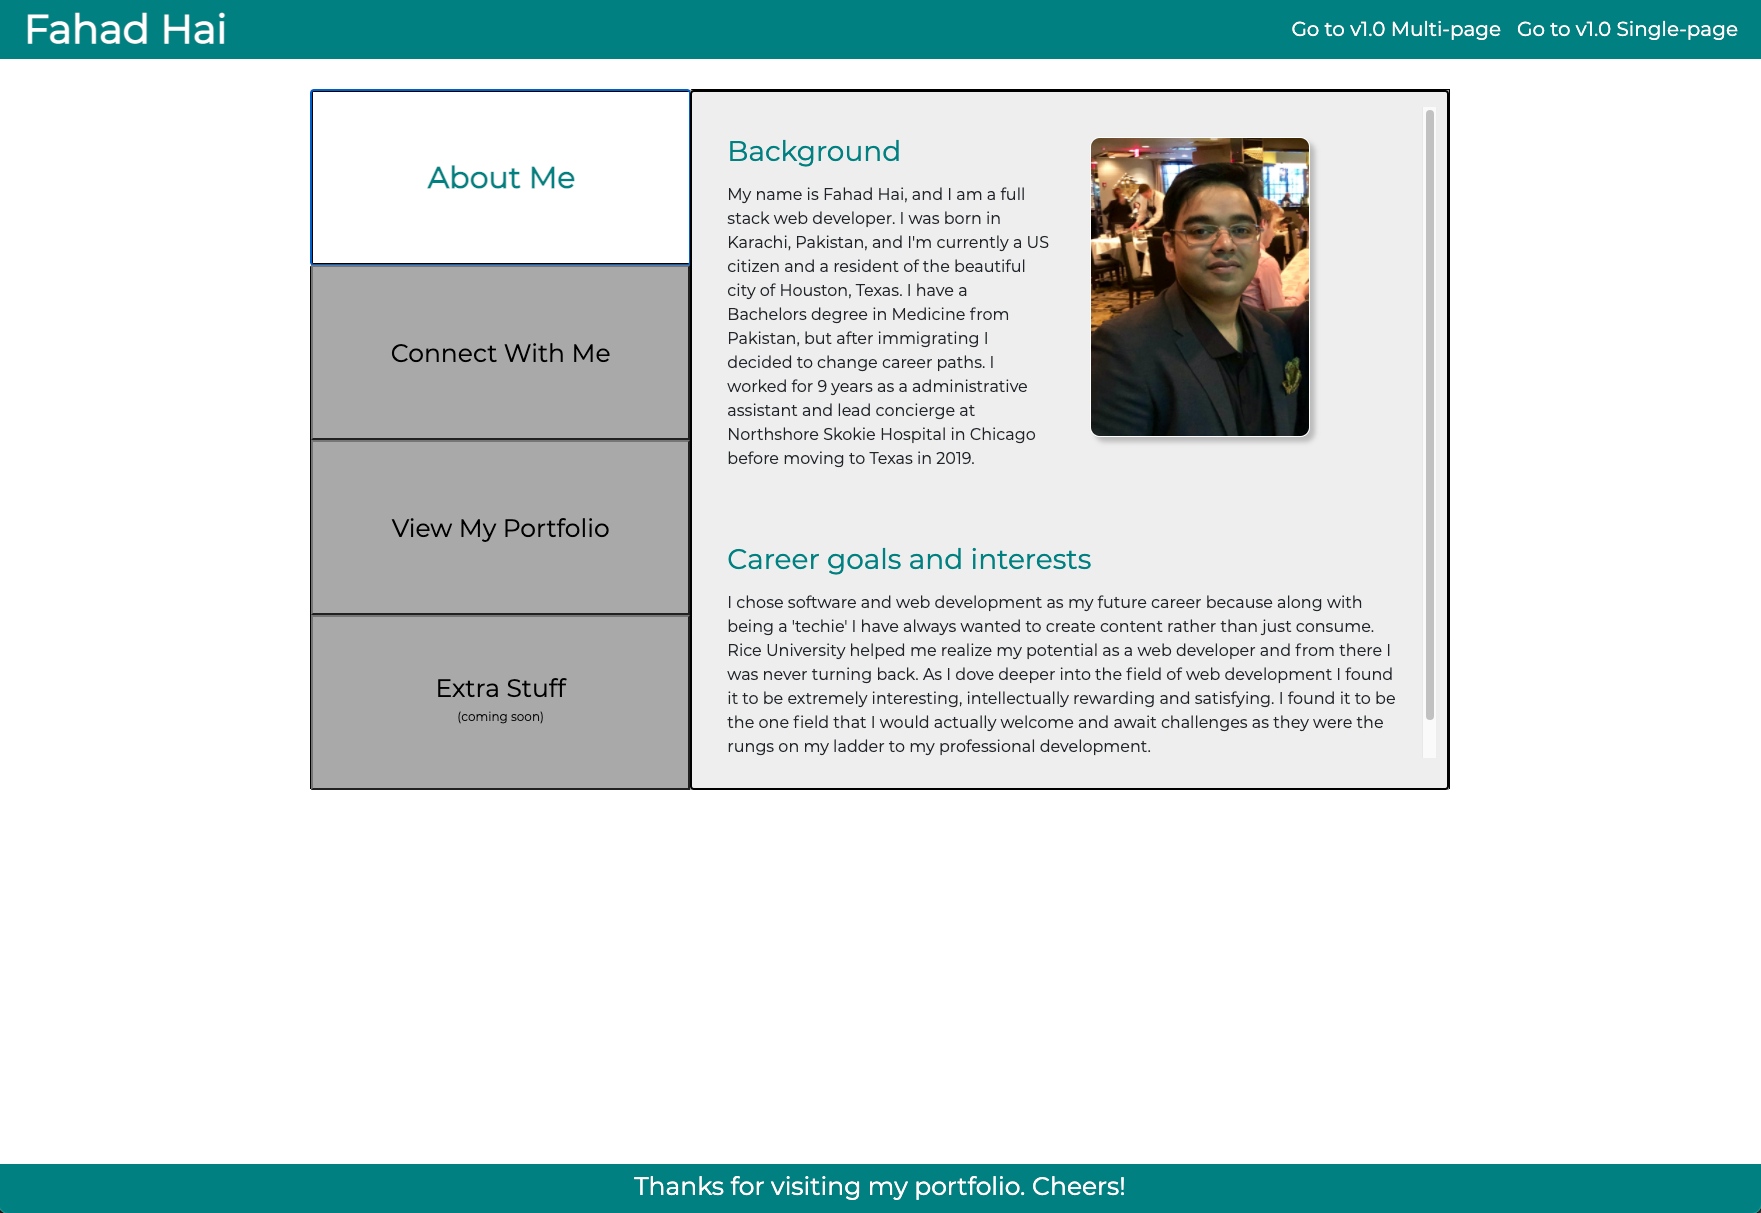 Fahad Hai
Go to v1.0 Multi-page Go to v1.0 Single-page
About Me
Connect With Me
View My Portfolio
Extra Stuff
(coming soon)
Background
My name is Fahad Hai, and I am a full
stack web developer. I was born in
Karachi, Pakistan, and I'm currently a US
citizen and a resident of the beautiful
city of Houston, Texas. I have a
Bachelors degree in Medicine from
Pakistan, but after immigrating I
decided to change career paths. I
worked for 9 years as a administrative
assistant and lead concierge at
Northshore Skokie Hospital in Chicago
before moving to Texas in 2019.
Career goals and interests
I chose software and web development as my future career because along with
being a 'techie' I have always wanted to create content rather than just consume.
Rice University helped me realize my potential as a web developer and from there I
was never turning back. As I dove deeper into the field of web development I found
it to be extremely interesting, intellectually rewarding and satisfying. I found it to be
the one field that I would actually welcome and await challenges as they were the
rungs on my ladder to my professional development.
Thanks for visiting my portfolio. Cheers!